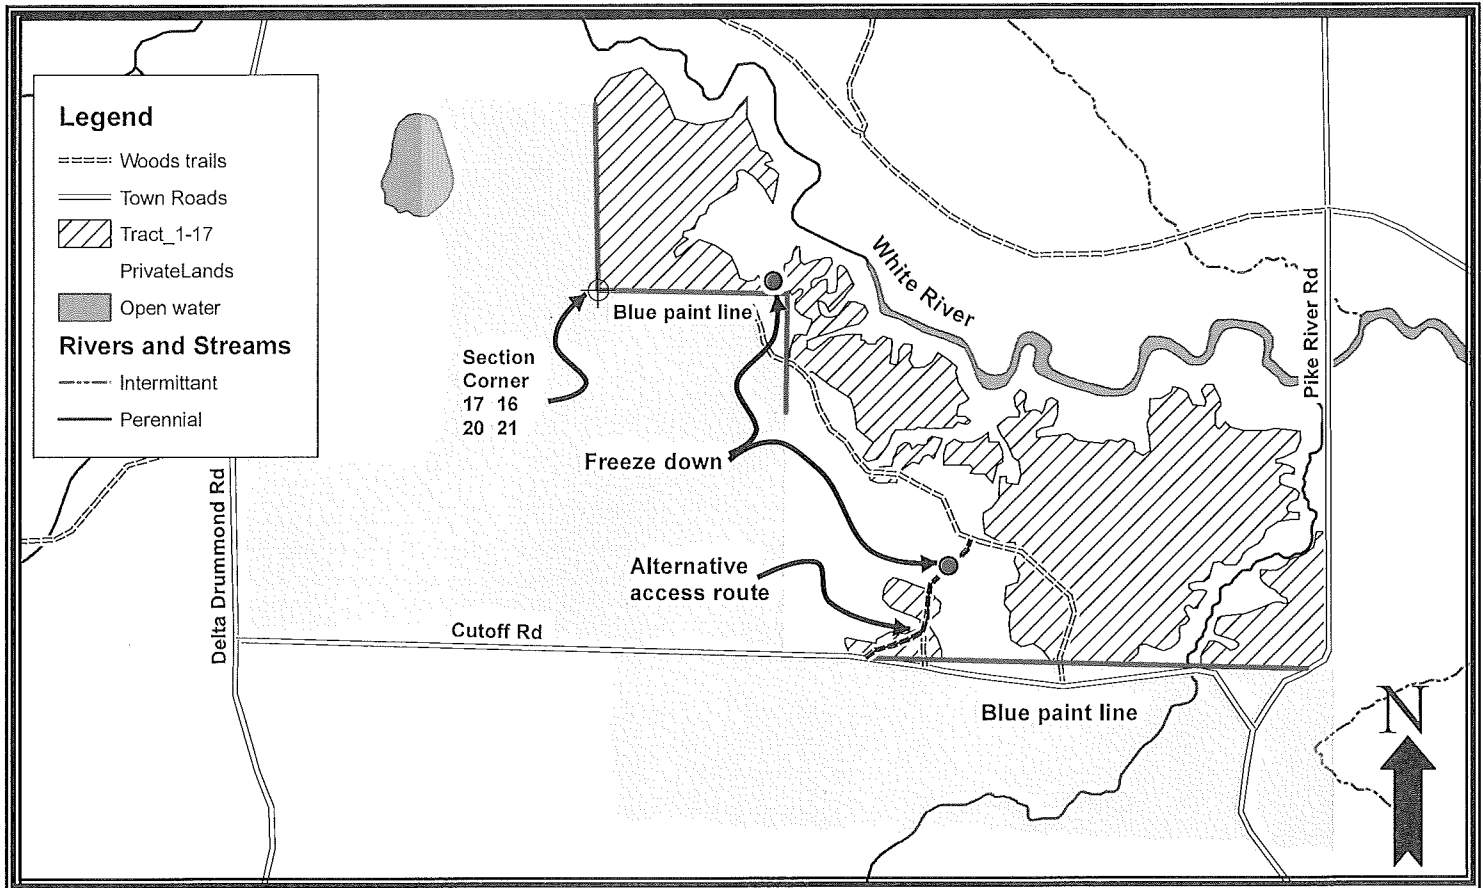 Legend
Woods trails
Town Roads
Tract_1-17
PrivateLands
Open water
Rivers and Streams
Intermittant
Perennial
White River
Pike River Rd
Blue paint line
Section
Corner
17 16
20 21
Freeze down
Delta Drummond Rd
Alternative
access route
Cutoff Rd
Blue paint line
N